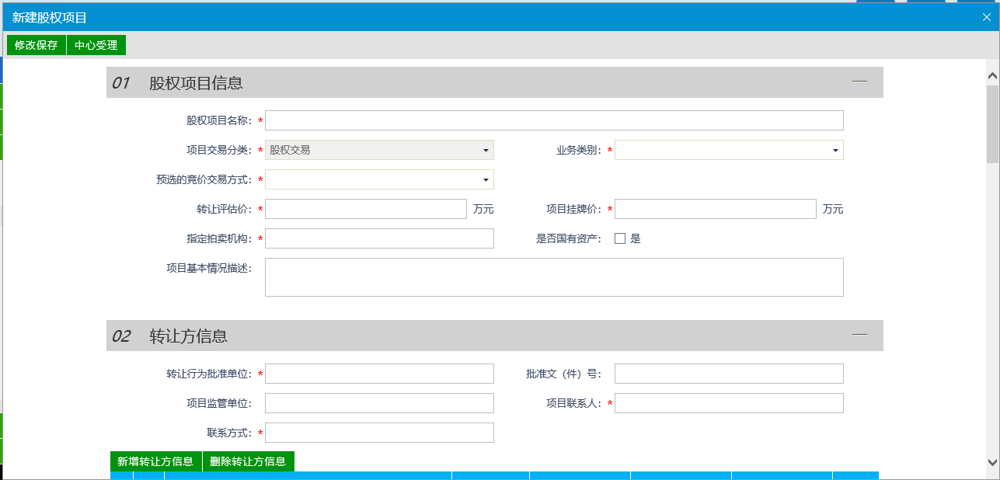 新建股权项目
修改保存 中心受理
01 股权项目信息
股权项目名称: *
项目交易分类: * 股权交易 业务类别: *
预选的竞价交易方式: *
转让评估价: * 万元 项目挂牌价: * 万元
指定拍卖机构: * 是否国有资产: 是
项目基本情况描述:
02 转让方信息
转让行为批准单位: * 批准文（件）号:
项目监管单位: 项目联系人: *
联系方式: *
新增转让方信息 删除转让方信息